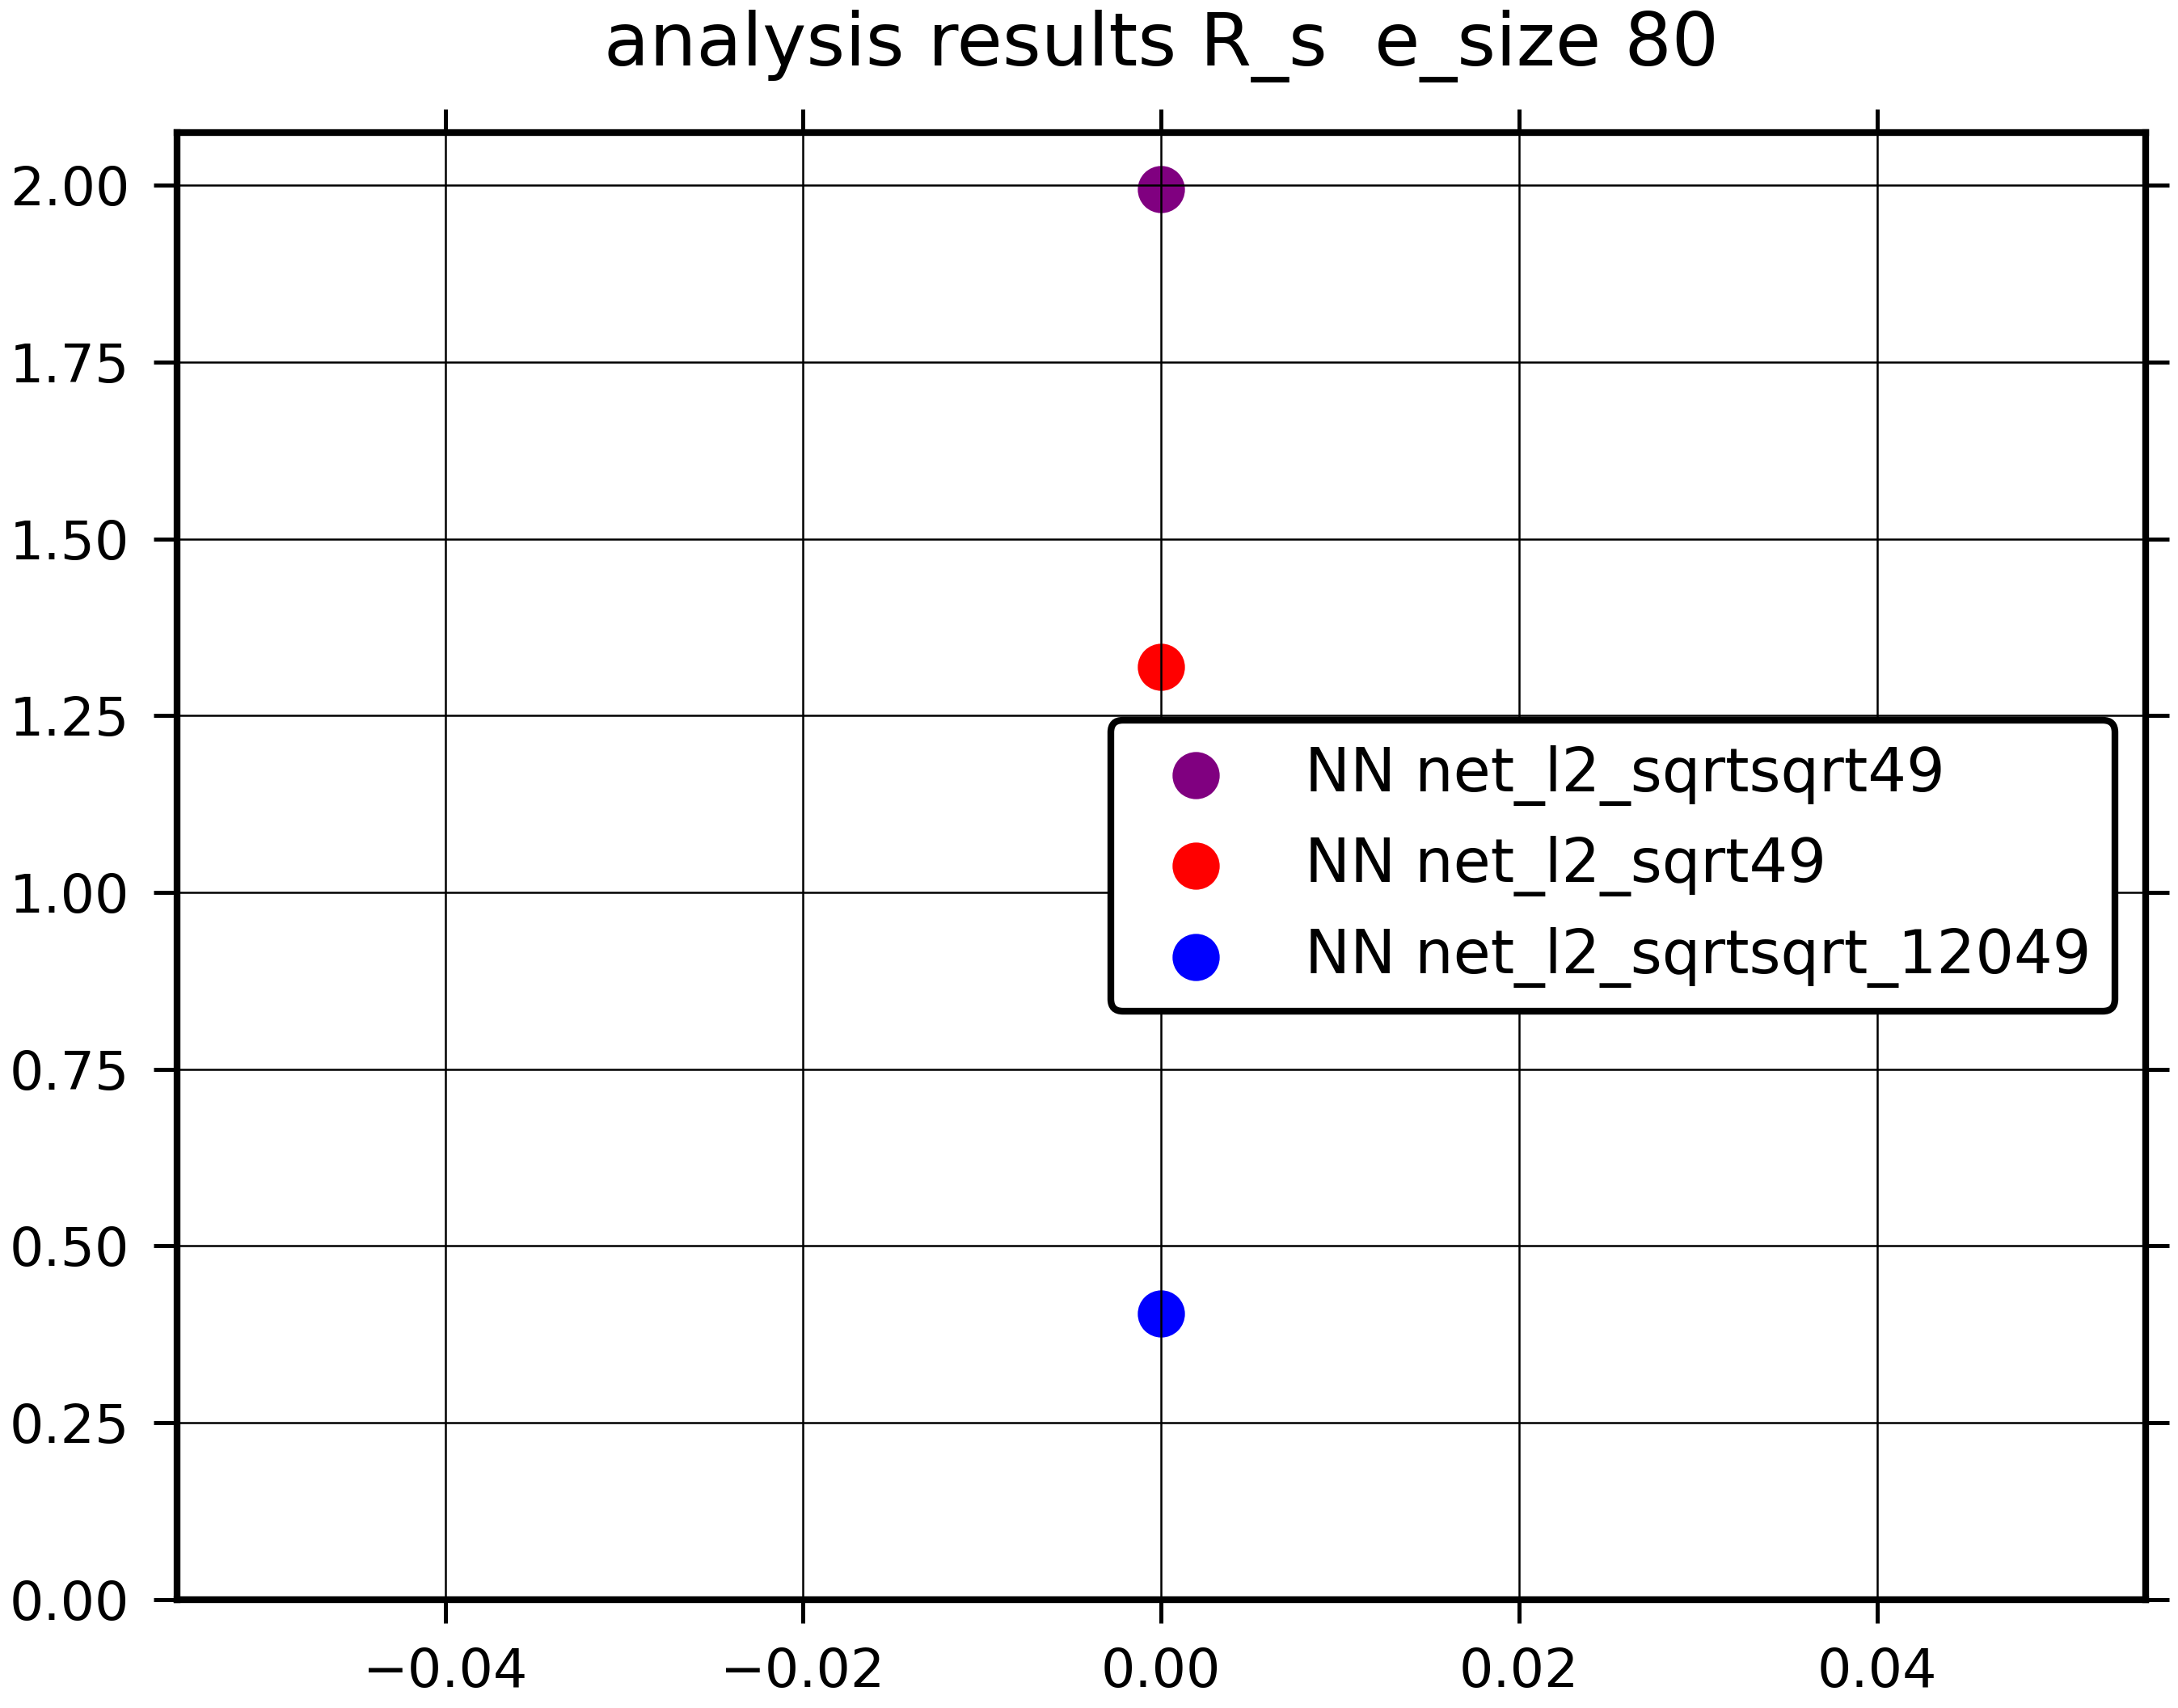 analysis results R_s  e_size 80
2.00
1.75
1.50
1.25
1.00
0.75
0.50
0.25
0.00
NN net_l2_sqrtsqrt49
NN net_l2_sqrt49
NN net_l2_sqrtsqrt_12049
−0.04 −0.02 0.00 0.02 0.04